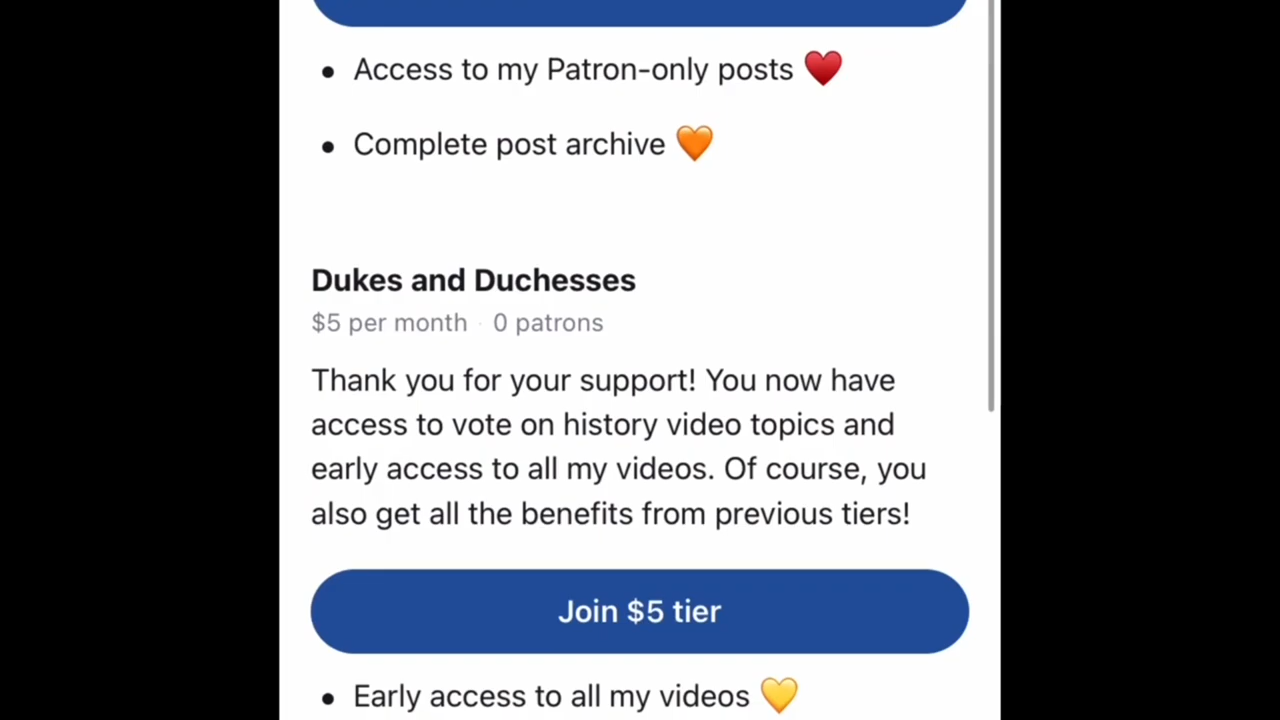 • Access to my Patron-only posts ♥️
• Complete post archive 🧡
Dukes and Duchesses
$5 per month · 0 patrons
Thank you for your support! You now have
access to vote on history video topics and
early access to all my videos. Of course, you
also get all the benefits from previous tiers!
Join $5 tier
• Early access to all my videos 💛